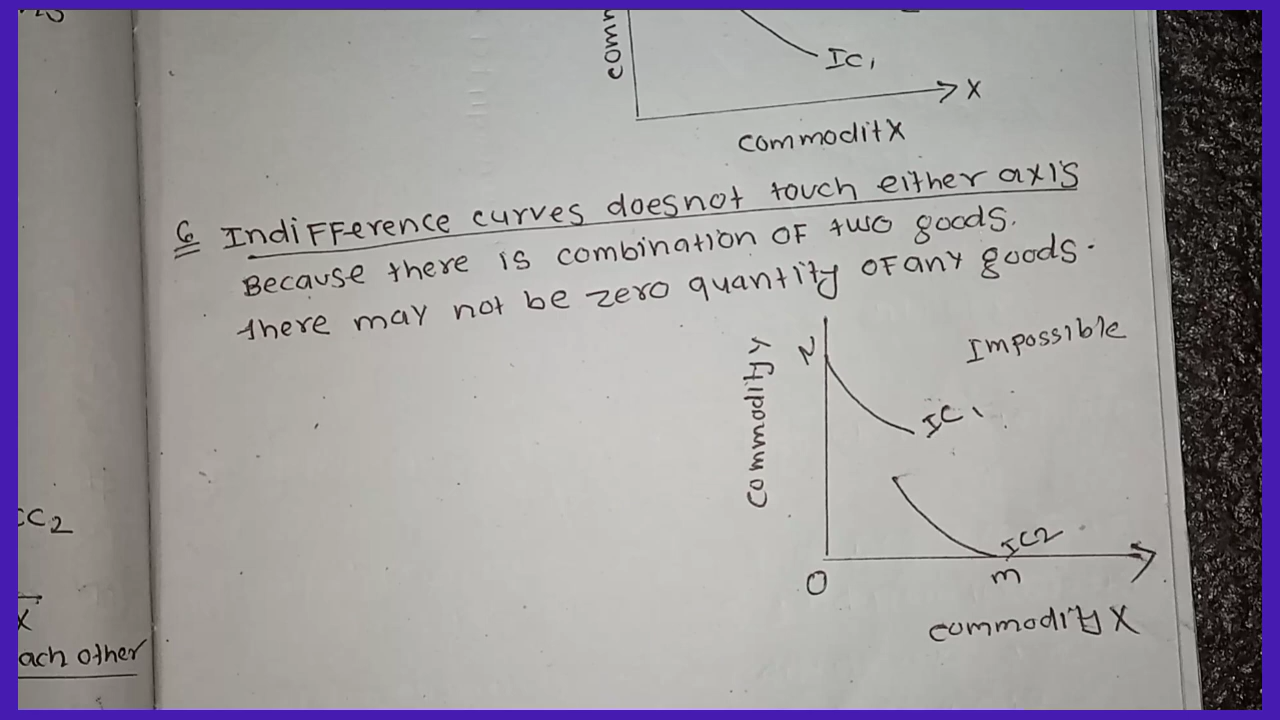 IC1
X
commoditX
6 Indifference curves doesnot touch either axis
Because there is combination of two goods.
there may not be zero quantity of any goods.
Impossible
Commodity Y
N
IC1
IC2
O
m
commodity X
CC2
X
ach other